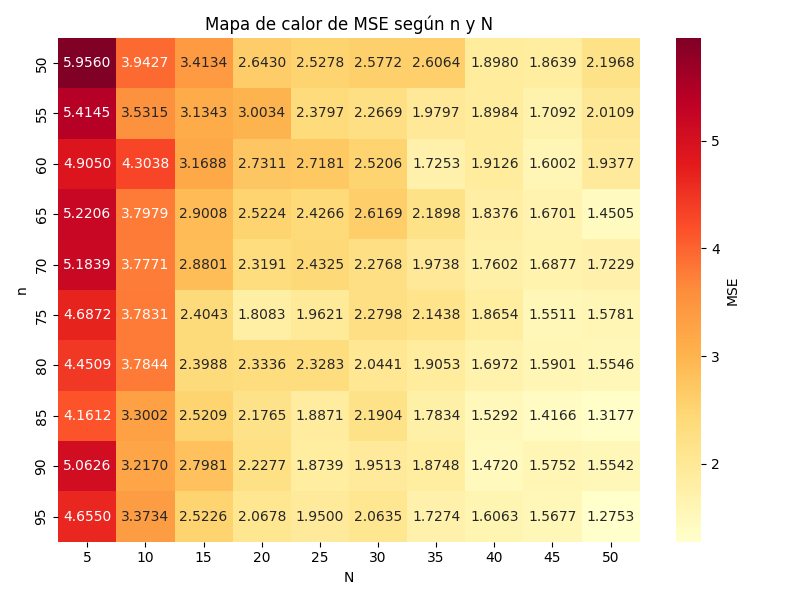 Mapa de calor de MSE según n y N
50 5.9560 3.9427 3.4134 2.6430 2.5278 2.5772 2.6064 1.8980 1.8639 2.1968
55 5.4145 3.5315 3.1343 3.0034 2.3797 2.2669 1.9797 1.8984 1.7092 2.0109
60 4.9050 4.3038 3.1688 2.7311 2.7181 2.5206 1.7253 1.9126 1.6002 1.9377
65 5.2206 3.7979 2.9008 2.5224 2.4266 2.6169 2.1898 1.8376 1.6701 1.4505
70 5.1839 3.7771 2.8801 2.3191 2.4325 2.2768 1.9738 1.7602 1.6877 1.7229
75 4.6872 3.7831 2.4043 1.8083 1.9621 2.2798 2.1438 1.8654 1.5511 1.5781
80 4.4509 3.7844 2.3988 2.3336 2.3283 2.0441 1.9053 1.6972 1.5901 1.5546
85 4.1612 3.3002 2.5209 2.1765 1.8871 2.1904 1.7834 1.5292 1.4166 1.3177
90 5.0626 3.2170 2.7981 2.2277 1.8739 1.9513 1.8748 1.4720 1.5752 1.5542
95 4.6550 3.3734 2.5226 2.0678 1.9500 2.0635 1.7274 1.6063 1.5677 1.2753
5 10 15 20 25 30 35 40 45 50
N
n
5
4
3
2
MSE